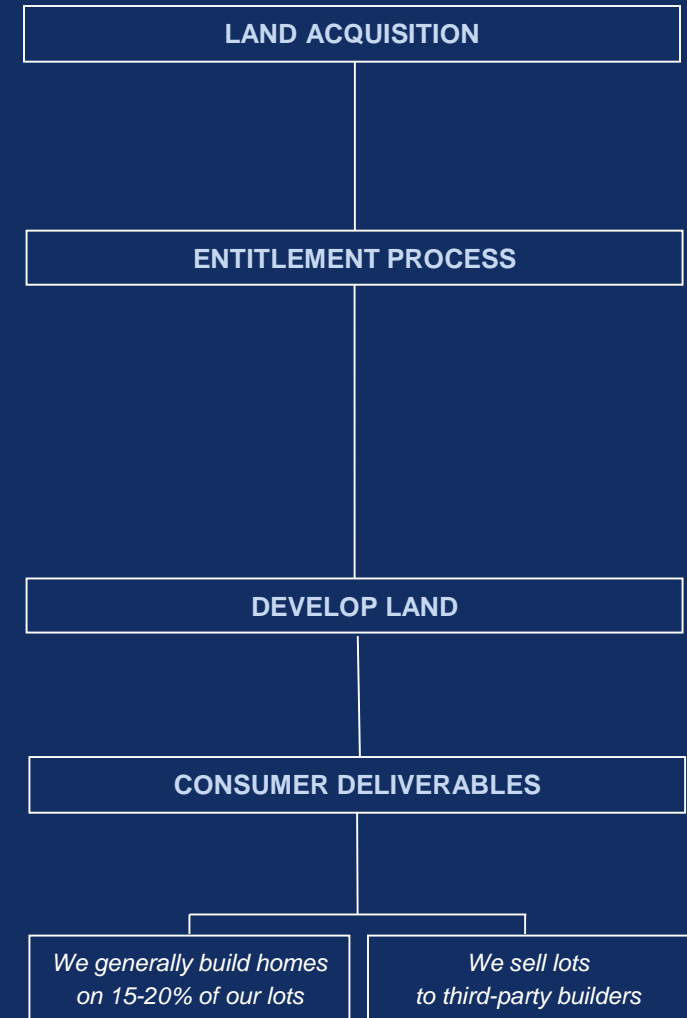 LAND ACQUISITION
ENTITLEMENT PROCESS
DEVELOP LAND
CONSUMER DELIVERABLES
We generally build homes
on 15-20% of our lots
We sell lots
to third-party builders